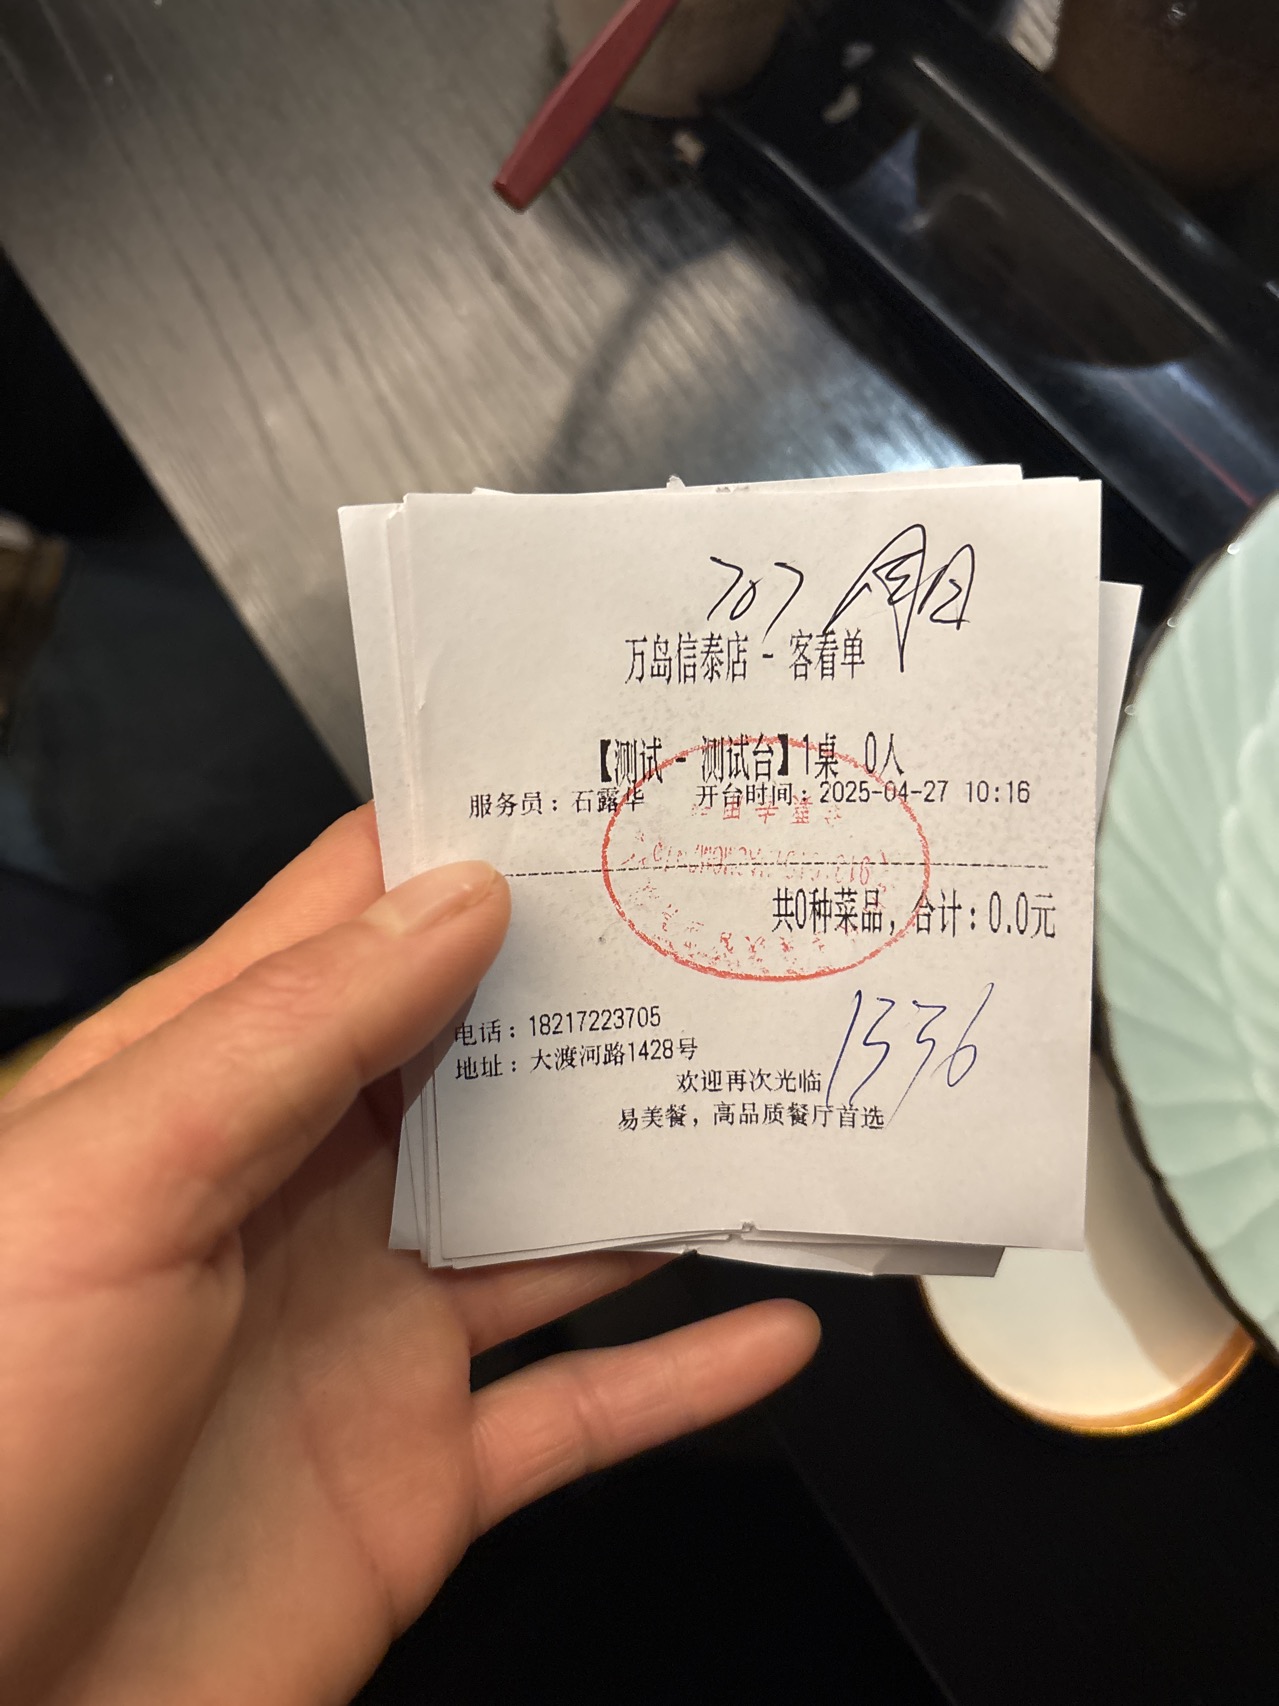 707
万岛信泰店 - 客看单
【测试 - 测试台】1桌 0人
服务员：石露华 开台时间：2025-04-27 10:16
共0种菜品，合计：0.0元
电话：18217223705
地址：大渡河路1428号
1336
欢迎再次光临
易美餐，高品质餐厅首选